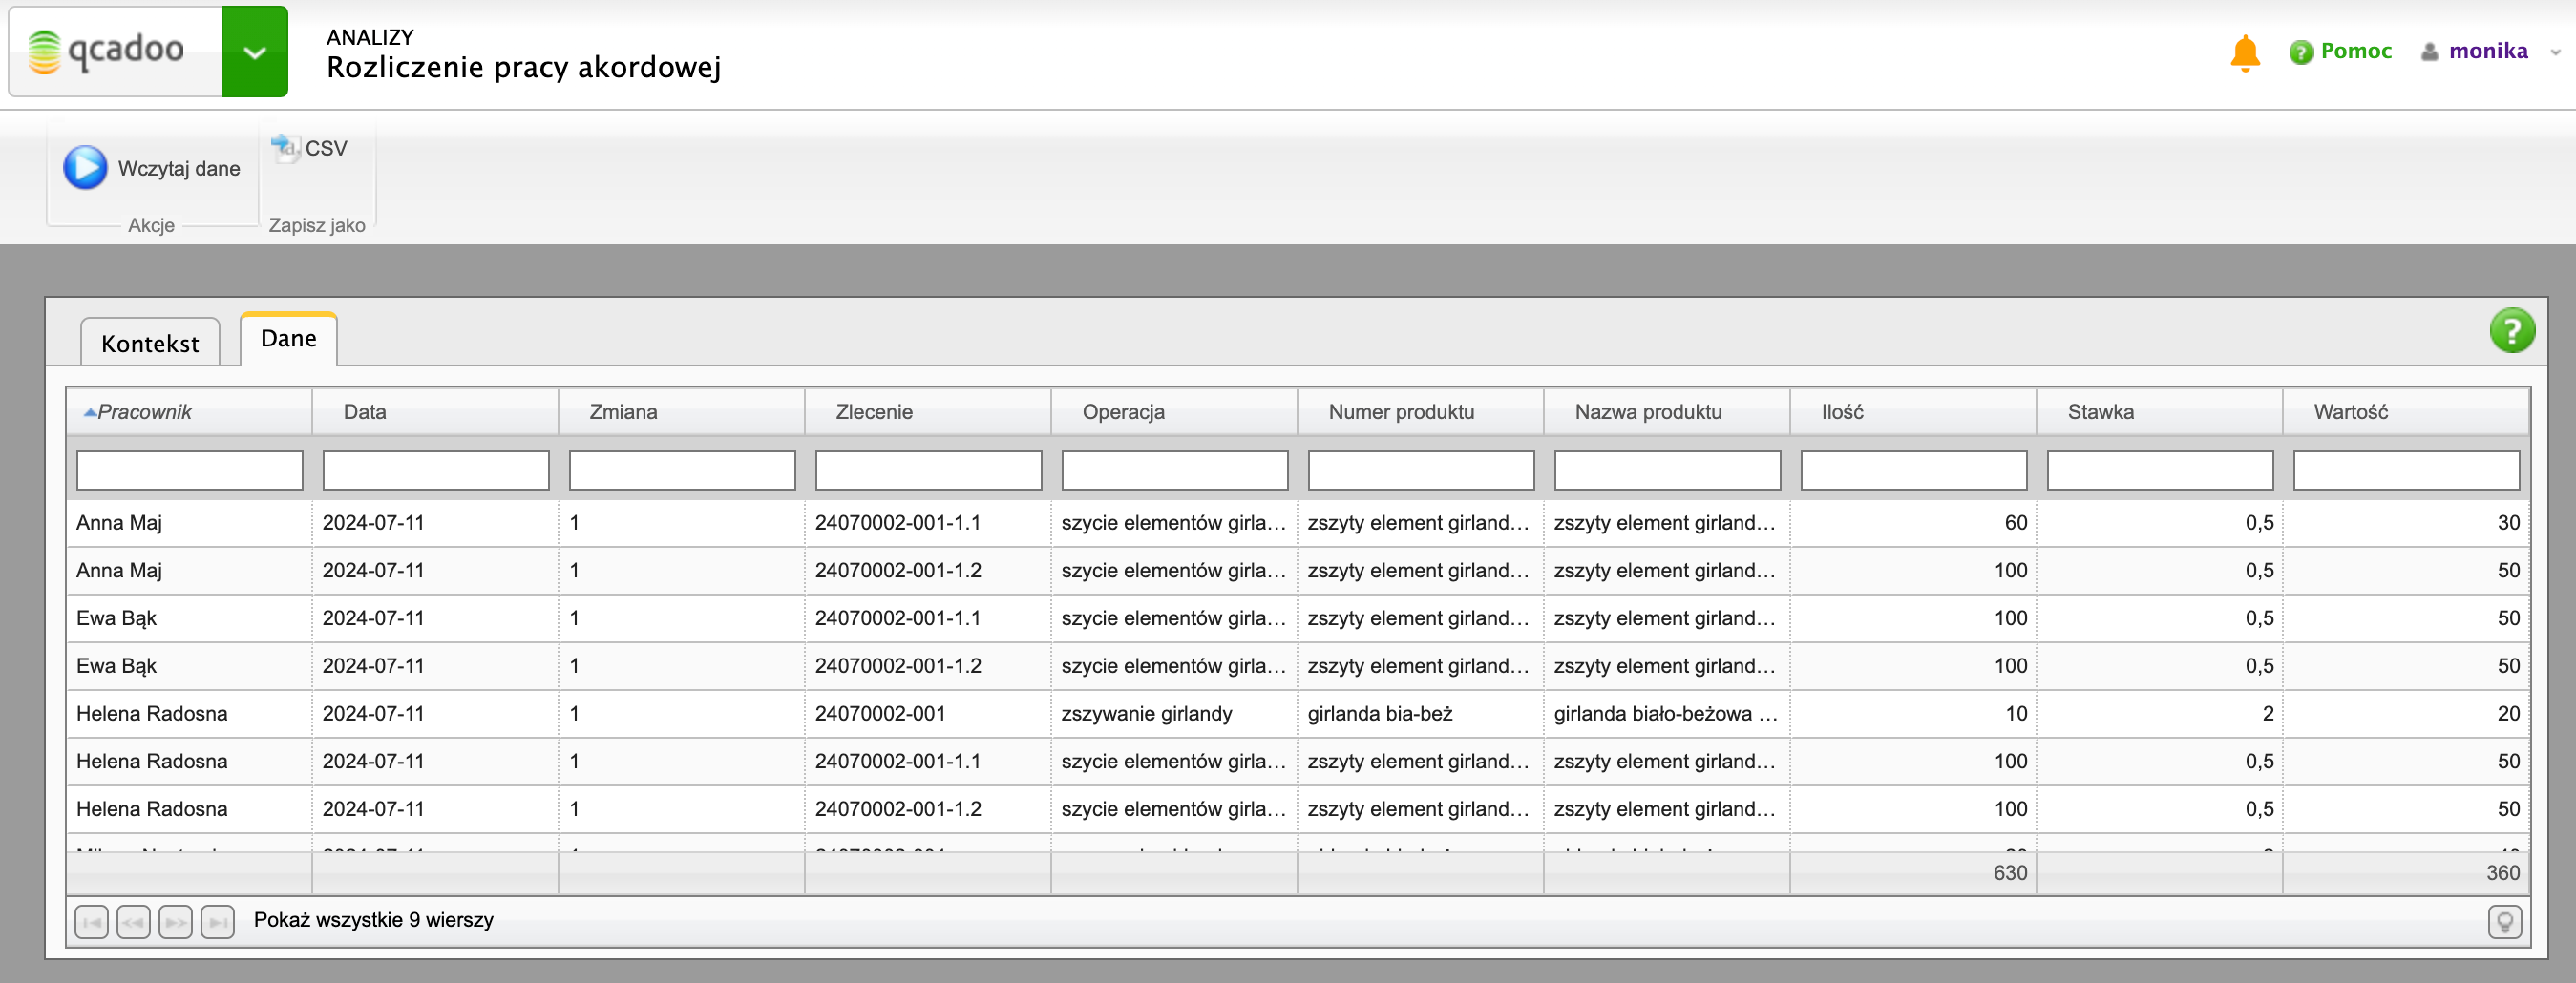 qcadoo
ANALIZY
Rozliczenie pracy akordowej
Pomoc
monika
Wczytaj dane
CSV
Akcje
Zapisz jako
Kontekst
Dane
Pracownik Data Zmiana Zlecenie Operacja Numer produktu Nazwa produktu Ilość Stawka Wartość
Anna Maj 2024-07-11 1 24070002-001-1.1 szycie elementów girla... zszyty element girland... zszyty element girland... 60 0,5 30
Anna Maj 2024-07-11 1 24070002-001-1.2 szycie elementów girla... zszyty element girland... zszyty element girland... 100 0,5 50
Ewa Bąk 2024-07-11 1 24070002-001-1.1 szycie elementów girla... zszyty element girland... zszyty element girland... 100 0,5 50
Ewa Bąk 2024-07-11 1 24070002-001-1.2 szycie elementów girla... zszyty element girland... zszyty element girland... 100 0,5 50
Helena Radosna 2024-07-11 1 24070002-001 zszywanie girlandy girlanda bia-beż girlanda biało-beżowa ... 10 2 20
Helena Radosna 2024-07-11 1 24070002-001-1.1 szycie elementów girla... zszyty element girland... zszyty element girland... 100 0,5 50
Helena Radosna 2024-07-11 1 24070002-001-1.2 szycie elementów girla... zszyty element girland... zszyty element girland... 100 0,5 50
630 360
Pokaż wszystkie 9 wierszy